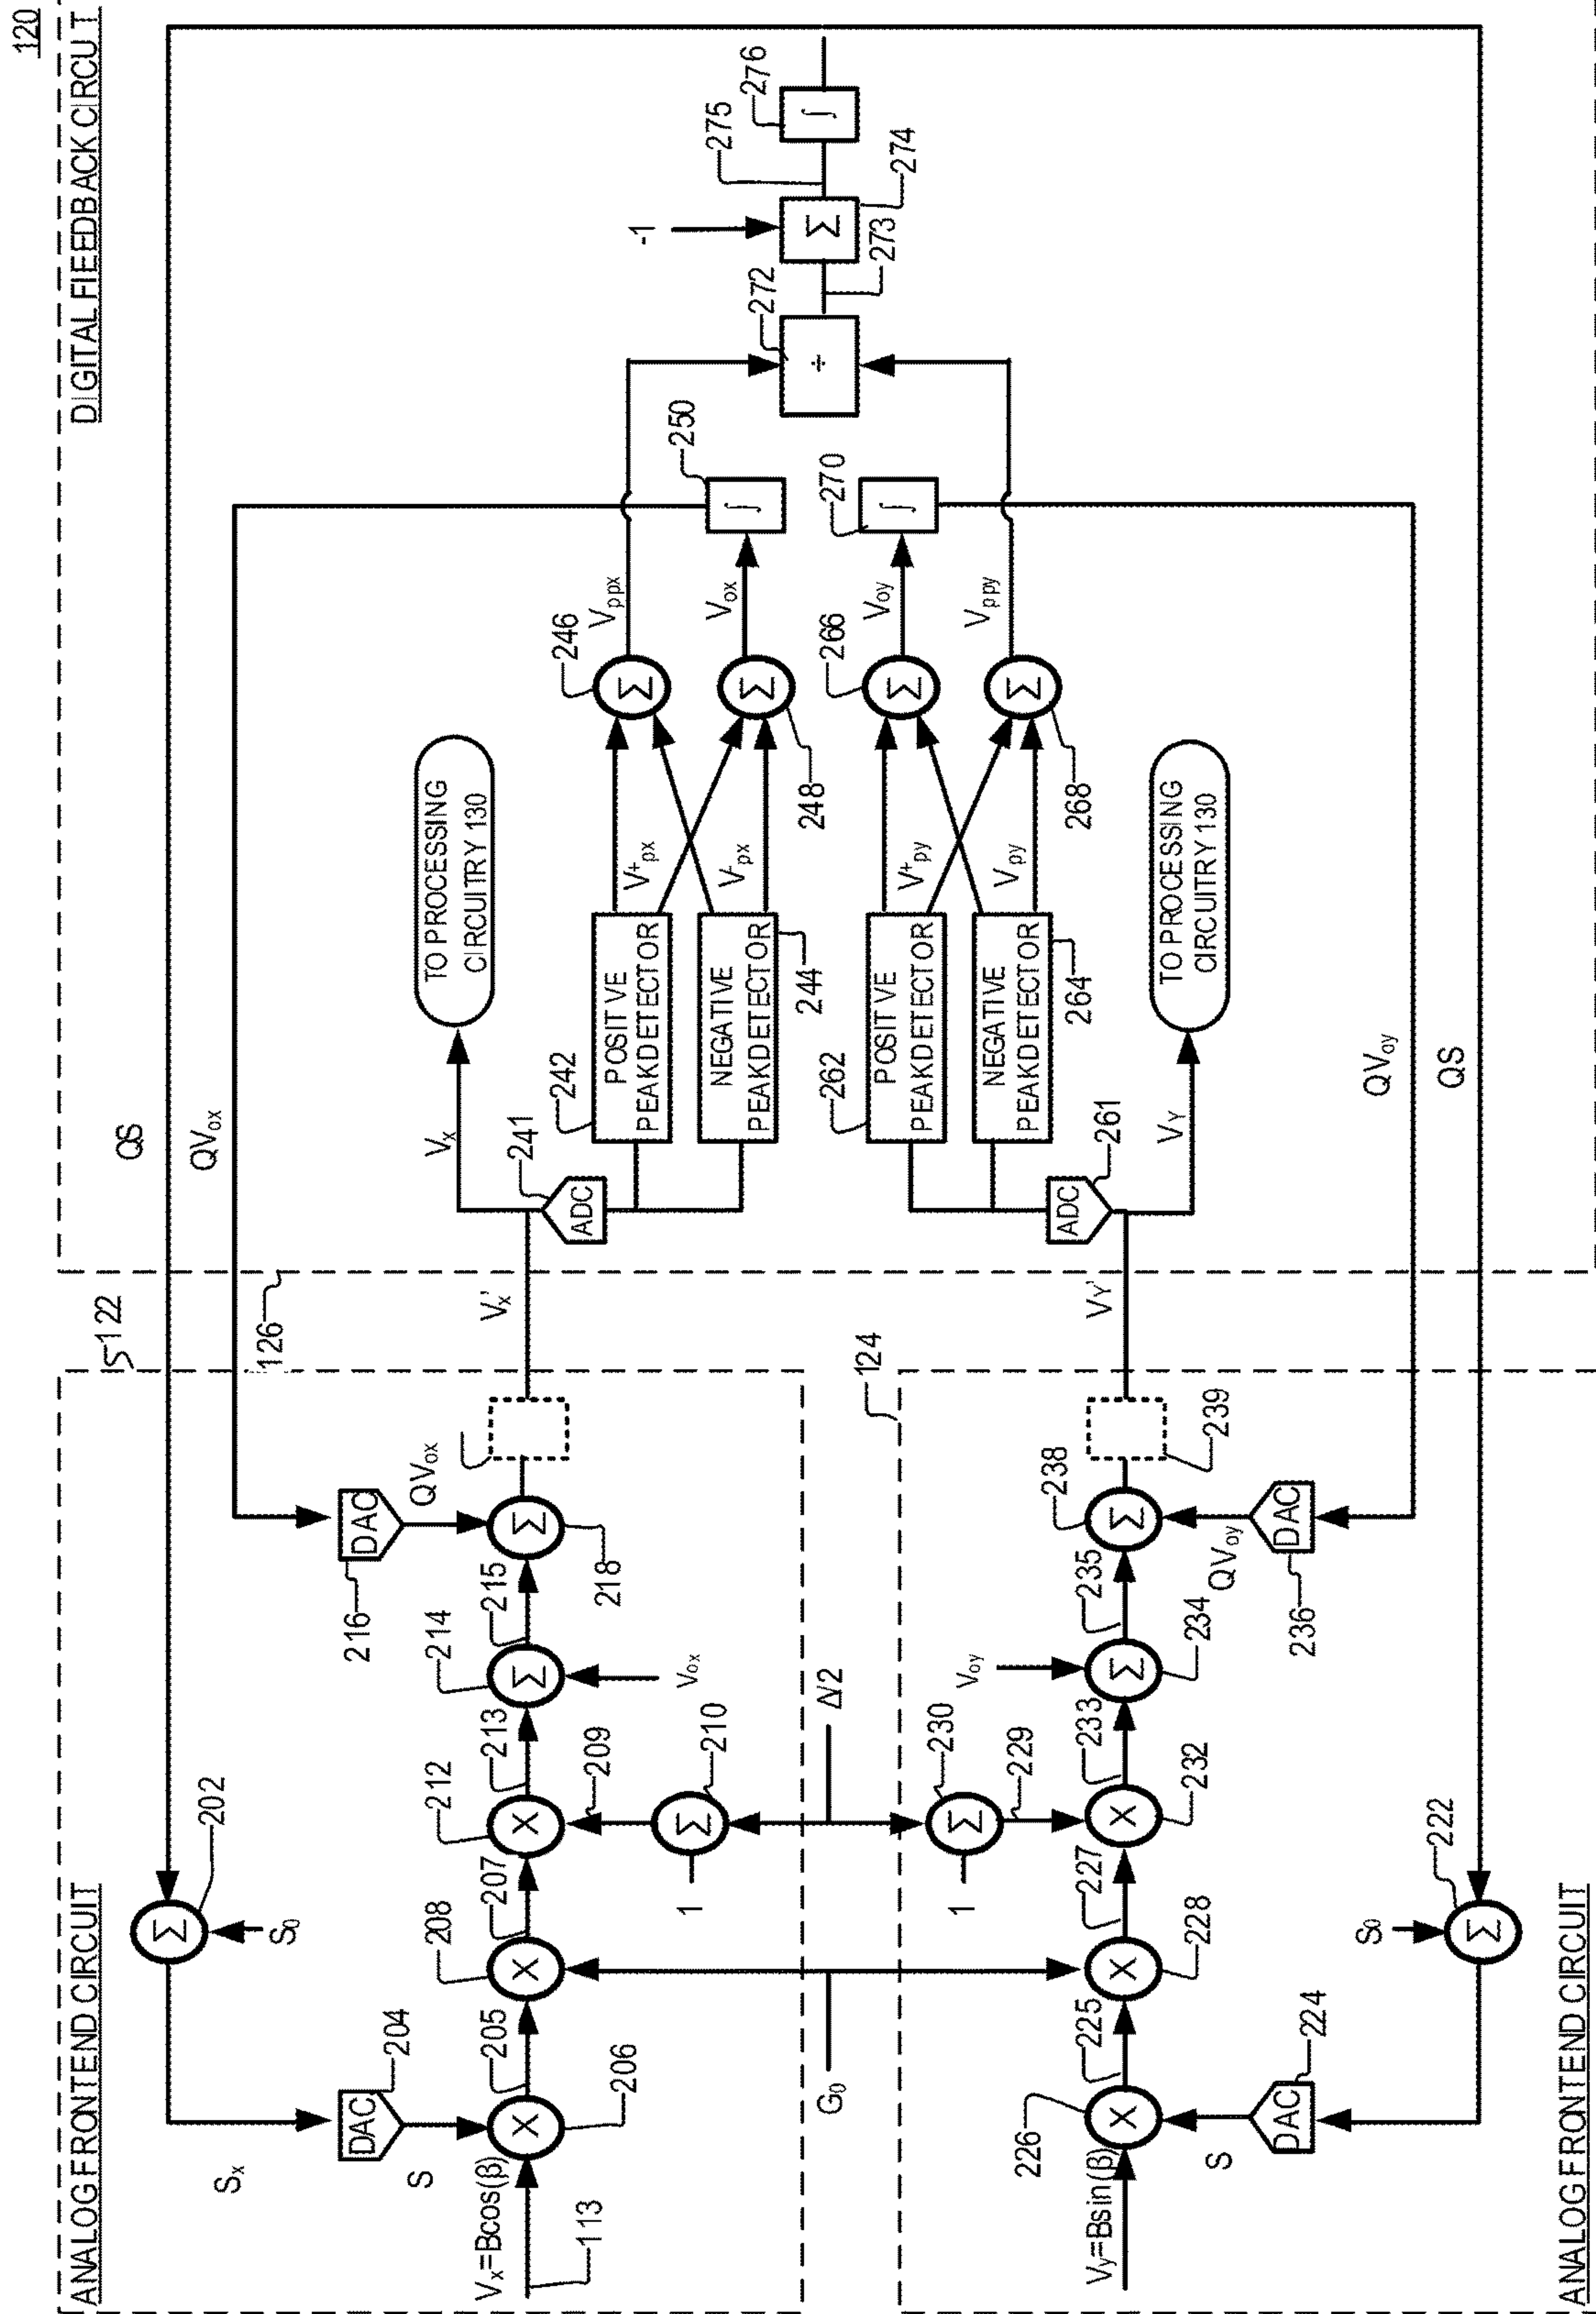 120
DIGITAL FIEEDBACK CIRCUIT
QS
QVox
S122
126
ANALOG FRONTEND CIRCUIT
202
Σ
S₀
Sx
DAC
204
S
Vx=Bcos(β)
113
X
206
205
X
208
207
X
212
209
Σ
210
1
213
Σ
214
Vox
215
DAC
216
QVox
Σ
218
Vx'
Vx
TO PROCESSING
CIRCUITRY 130
ADC
241
242
POSITIVE
PEAKDETECTOR
NEGATIVE
PEAKDETECTOR
244
V⁺px
V⁻px
Σ
246
Σ
248
Vppx
Vox
∫
250
÷
272
273
-1
Σ
274
275
∫
276
G₀
Δ/2
124
Vy=Bsin(β)
X
226
225
S
DAC
224
X
228
227
1
Σ
230
229
X
232
233
Voy
Σ
234
235
Σ
238
QVoy
DAC
236
239
VY'
VY
ADC
261
262
POSITIVE
PEAKDETECTOR
NEGATIVE
PEAKDETECTOR
264
V⁺py
Vpy
Σ
266
Σ
268
Voy
Vppy
∫
270
TO PROCESSING
CIRCUITRY 130
QVoy
QS
S₀
Σ
222
ANALOG FRONTEND CIRCUIT